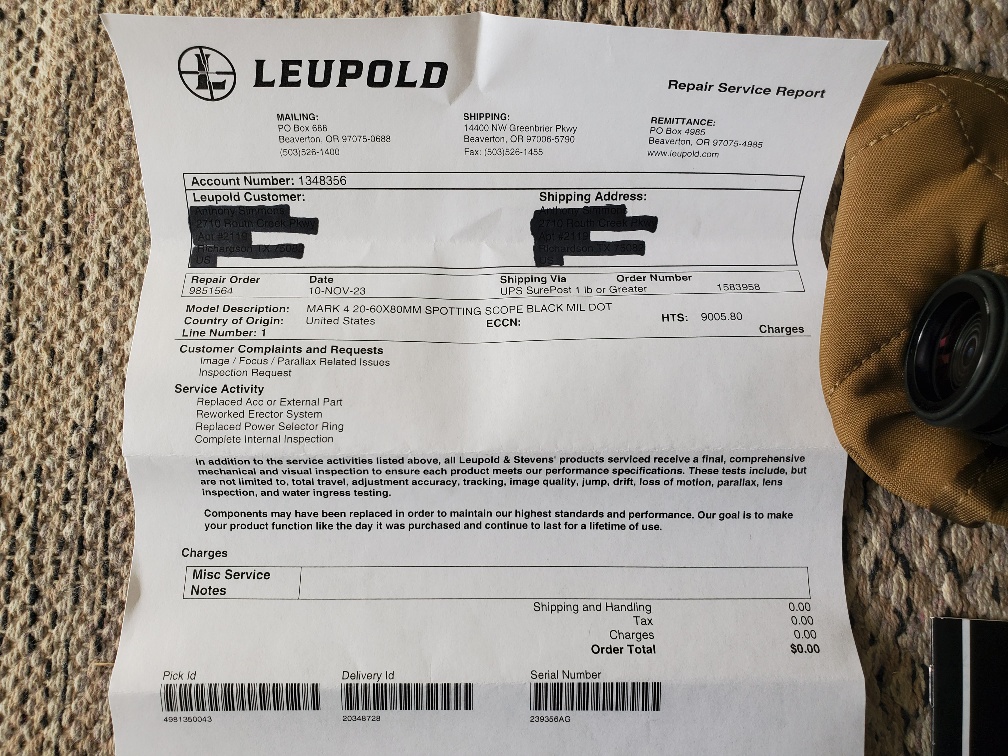 LEUPOLD
Repair Service Report
MAILING:
PO Box 688
Beaverton, OR 97075-0688
(503)526-1400
SHIPPING:
14400 NW Greenbrier Pkwy
Beaverton, OR 97006-5790
Fax: (503)526-1455
REMITTANCE:
PO Box 4985
Beaverton, OR 97075-4985
www.leupold.com
Account Number: 1348356
Leupold Customer:
Shipping Address:
Repair Order Date Shipping Via Order Number
9851564 10-NOV-23 UPS SurePost 1 lb or Greater 1583958
Model Description: MARK 4 20-60X80MM SPOTTING SCOPE BLACK MIL DOT
Country of Origin: United States ECCN: HTS: 9005.80
Line Number: 1 Charges
Customer Complaints and Requests
Image / Focus / Parallax Related Issues
Inspection Request
Service Activity
Replaced Acc or External Part
Reworked Erector System
Replaced Power Selector Ring
Complete Internal Inspection
In addition to the service activities listed above, all Leupold & Stevens' products serviced receive a final, comprehensive
mechanical and visual inspection to ensure each product meets our performance specifications. These tests include, but
are not limited to, total travel, adjustment accuracy, tracking, image quality, jump, drift, loss of motion, parallax, lens
inspection, and water ingress testing.
Components may have been replaced in order to maintain our highest standards and performance. Our goal is to make
your product function like the day it was purchased and continue to last for a lifetime of use.
Charges
Misc Service
Notes
Shipping and Handling 0.00
Tax 0.00
Charges 0.00
Order Total $0.00
Pick Id Delivery Id Serial Number
4981350043 20348728 239356AG